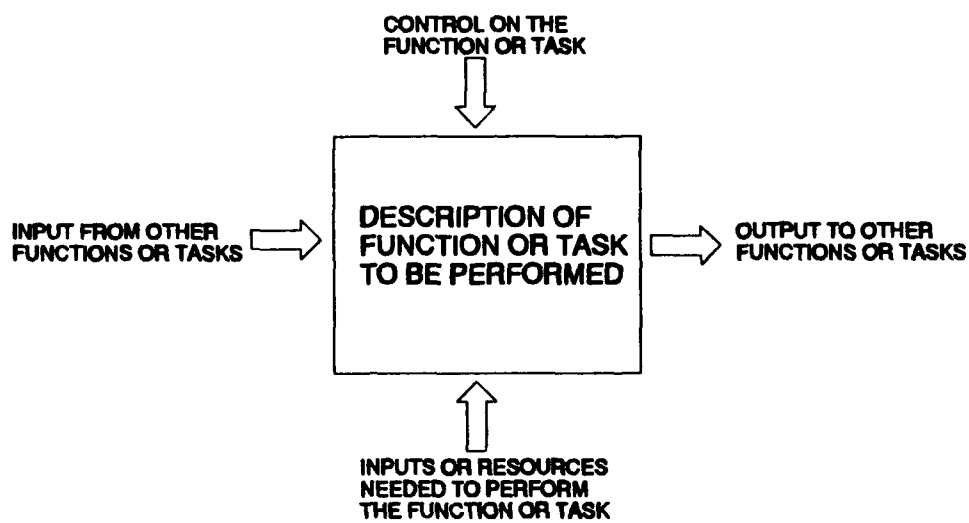 CONTROL ON THE
FUNCTION OR TASK
INPUT FROM OTHER
FUNCTIONS OR TASKS
DESCRIPTION OF
FUNCTION OR TASK
TO BE PERFORMED
OUTPUT TO OTHER
FUNCTIONS OR TASKS
INPUTS OR RESOURCES
NEEDED TO PERFORM
THE FUNCTION OR TASK